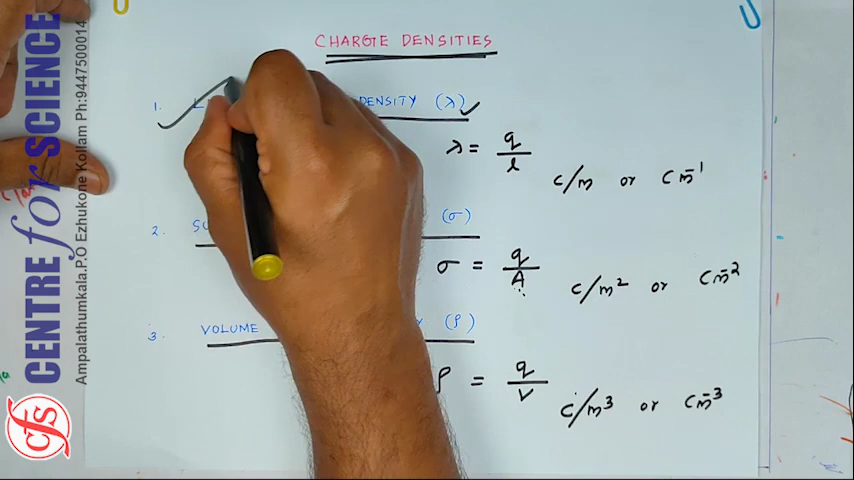 CHARGE DENSITIES
1. DENSITY (λ)
λ = q/l C/m or Cm⁻¹
2. (σ)
σ = q/A C/m² or Cm⁻²
3. VOLUME (ρ)
ρ = q/V C/m³ or Cm⁻³
CENTRE for SCIENCE
Ampalathumkala.P.O Ezhukone Kollam Ph:9447500014
cfs